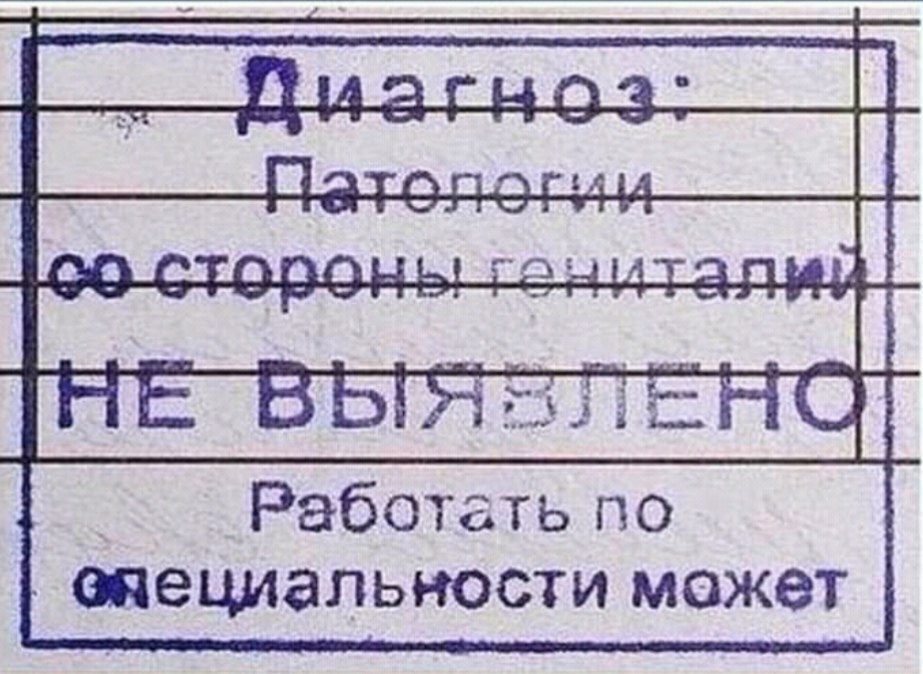 Диагноз:
Патологии
со стороны гениталий
НЕ ВЫЯВЛЕНО
Работать по
специальности может